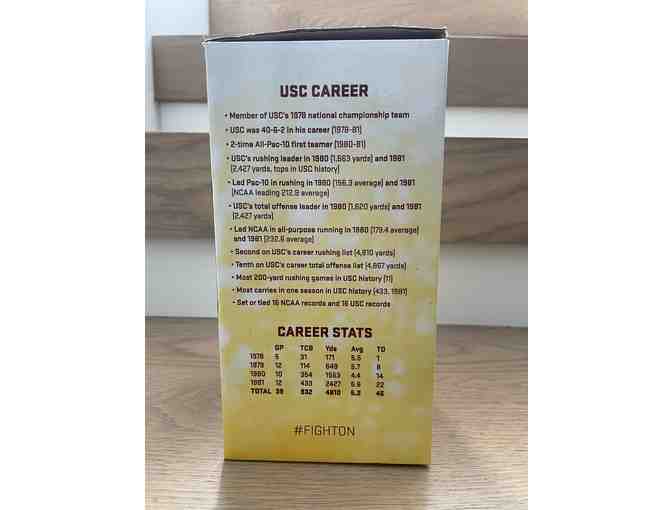 USC CAREER
• Member of USC's 1978 national championship team
• USC was 40-6-2 in his career (1978-81)
• 2-time All-Pac-10 first teamer (1980-81)
• USC's rushing leader in 1980 (1,563 yards) and 1981
(2,427 yards, tops in USC history)
• Led Pac-10 in rushing in 1980 (156.3 average) and 1981
(NCAA leading 212.9 average)
• USC's total offense leader in 1980 (1,620 yards) and 1981
(2,427 yards)
• Led NCAA in all-purpose running in 1980 (179.4 average)
and 1981 (232.6 average)
• Second on USC's career rushing list (4,810 yards)
• Tenth on USC's career total offense list (4,867 yards)
• Most 200-yard rushing games in USC history (11)
• Most carries in one season in USC history (433, 1981)
• Set or tied 16 NCAA records and 16 USC records
CAREER STATS
GP TCB Yds Avg TD
1978 5 31 171 5.5 1
1979 12 114 649 5.7 8
1980 10 354 1563 4.4 14
1981 12 433 2427 5.6 22
TOTAL 39 932 4810 5.2 45
#FIGHTON